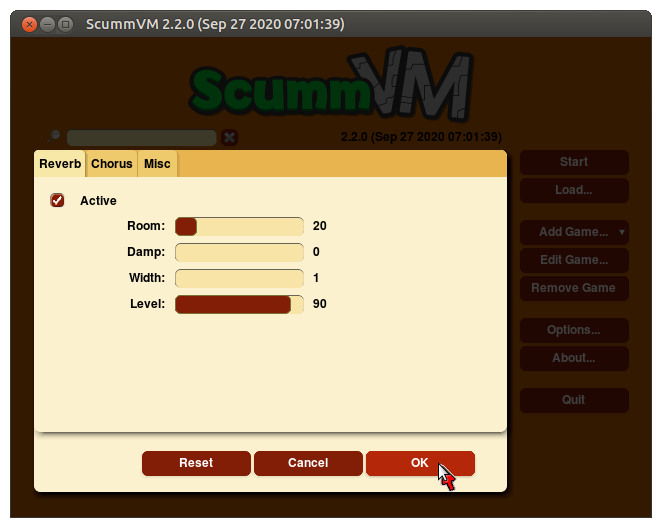 ScummVM 2.2.0 (Sep 27 2020 07:01:39)
ScummVM
2.2.0 (Sep 27 2020 07:01:39)
Reverb Chorus Misc
Start
Load...
Active
Room: 20
Add Game...
Damp: 0
Edit Game...
Width: 1
Remove Game
Level: 90
Options...
About...
Quit
Reset Cancel OK